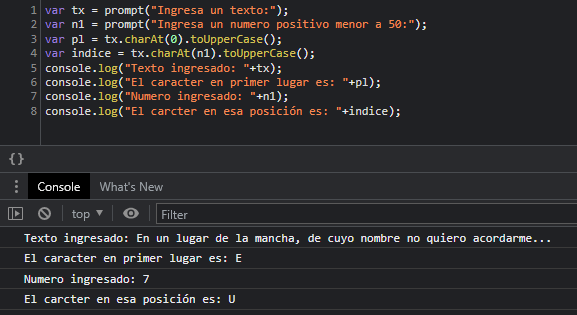 1 var tx = prompt("Ingresa un texto:");
2 var n1 = prompt("Ingresa un numero positivo menor a 50:");
3 var pl = tx.charAt(0).toUpperCase();
4 var indice = tx.charAt(n1).toUpperCase();
5 console.log("Texto ingresado: "+tx);
6 console.log("El caracter en primer lugar es: "+pl);
7 console.log("Numero ingresado: "+n1);
8 console.log("El carcter en esa posición es: "+indice);
{}
Console What's New
top Filter
Texto ingresado: En un lugar de la mancha, de cuyo nombre no quiero acordarme...
El caracter en primer lugar es: E
Numero ingresado: 7
El carcter en esa posición es: U